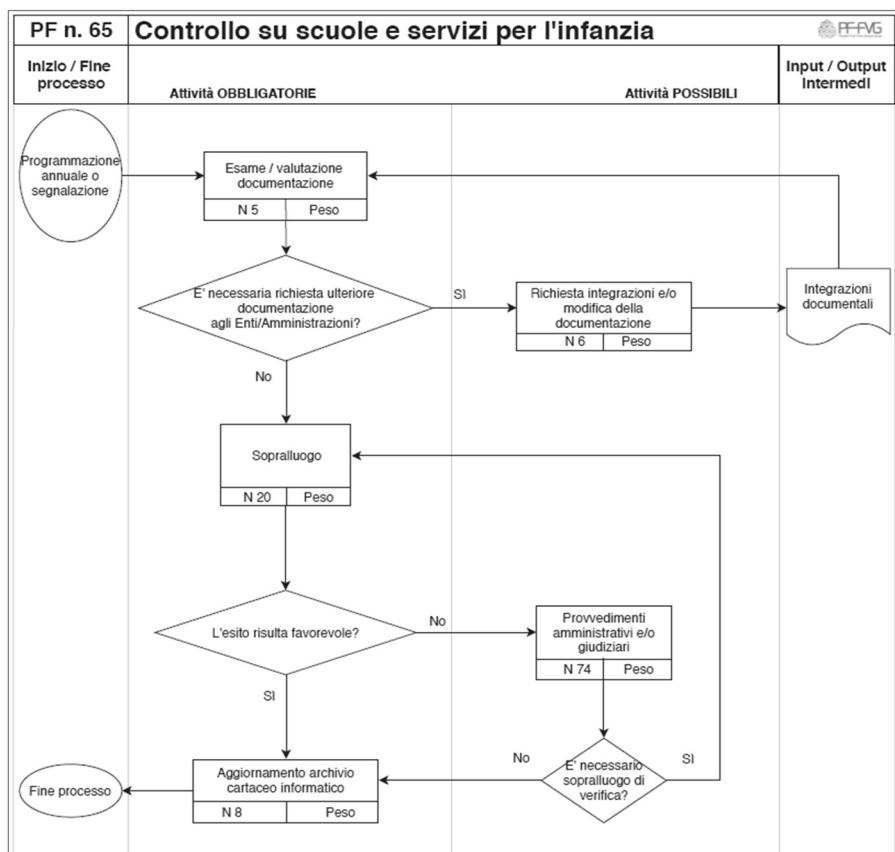 PF n. 65
Controllo su scuole e servizi per l'infanzia
PF-FVG
Inizio / Fine
processo
Attività OBBLIGATORIE
Attività POSSIBILI
Input / Output
Intermedi
Programmazione
annuale o
segnalazione
Esame / valutazione
documentazione
N 5
Peso
E' necessaria richiesta ulteriore
documentazione
agli Enti/Amministrazioni?
SÌ
Richiesta integrazioni e/o
modifica della
documentazione
N 6
Peso
Integrazioni
documentali
No
Sopralluogo
N 20
Peso
L'esito risulta favorevole?
No
Provvedimenti
amministrativi e/o
giudiziari
N 74
Peso
SÌ
E' necessario
sopralluogo di
verifica?
No
SÌ
Aggiornamento archivio
cartaceo informatico
N 8
Peso
Fine processo